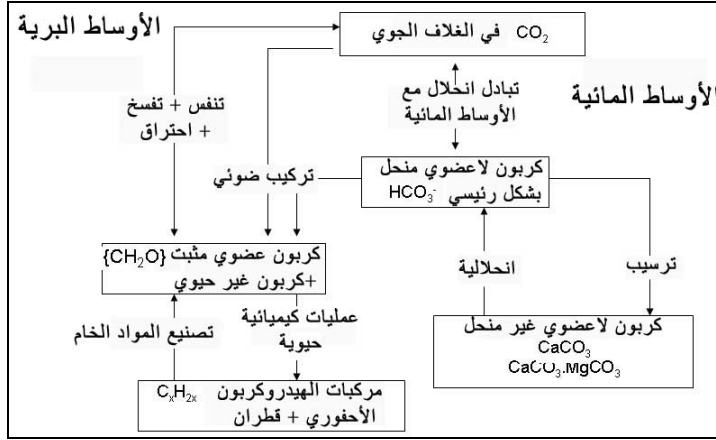 الأوساط البرية
CO₂ في الغلاف الجوي
الأوساط المائية
تنفس + تفسخ
+ احتراق
تبادل انحلال مع
الأوساط المائية
تركيب ضوئي
كربون لاعضوي منحل
بشكل رئيسي HCO₃⁻
كربون عضوي مثبت {CH₂O}
+كربون غير حيوي
انحلالية
ترسيب
تصنيع المواد الخام
عمليات كيميائية
حيوية
كربون لاعضوي غير منحل
CaCO₃
CaCO₃.MgCO₃
مركبات الهيدروكربون CₓH₂ₓ
الأحفوري + قطران